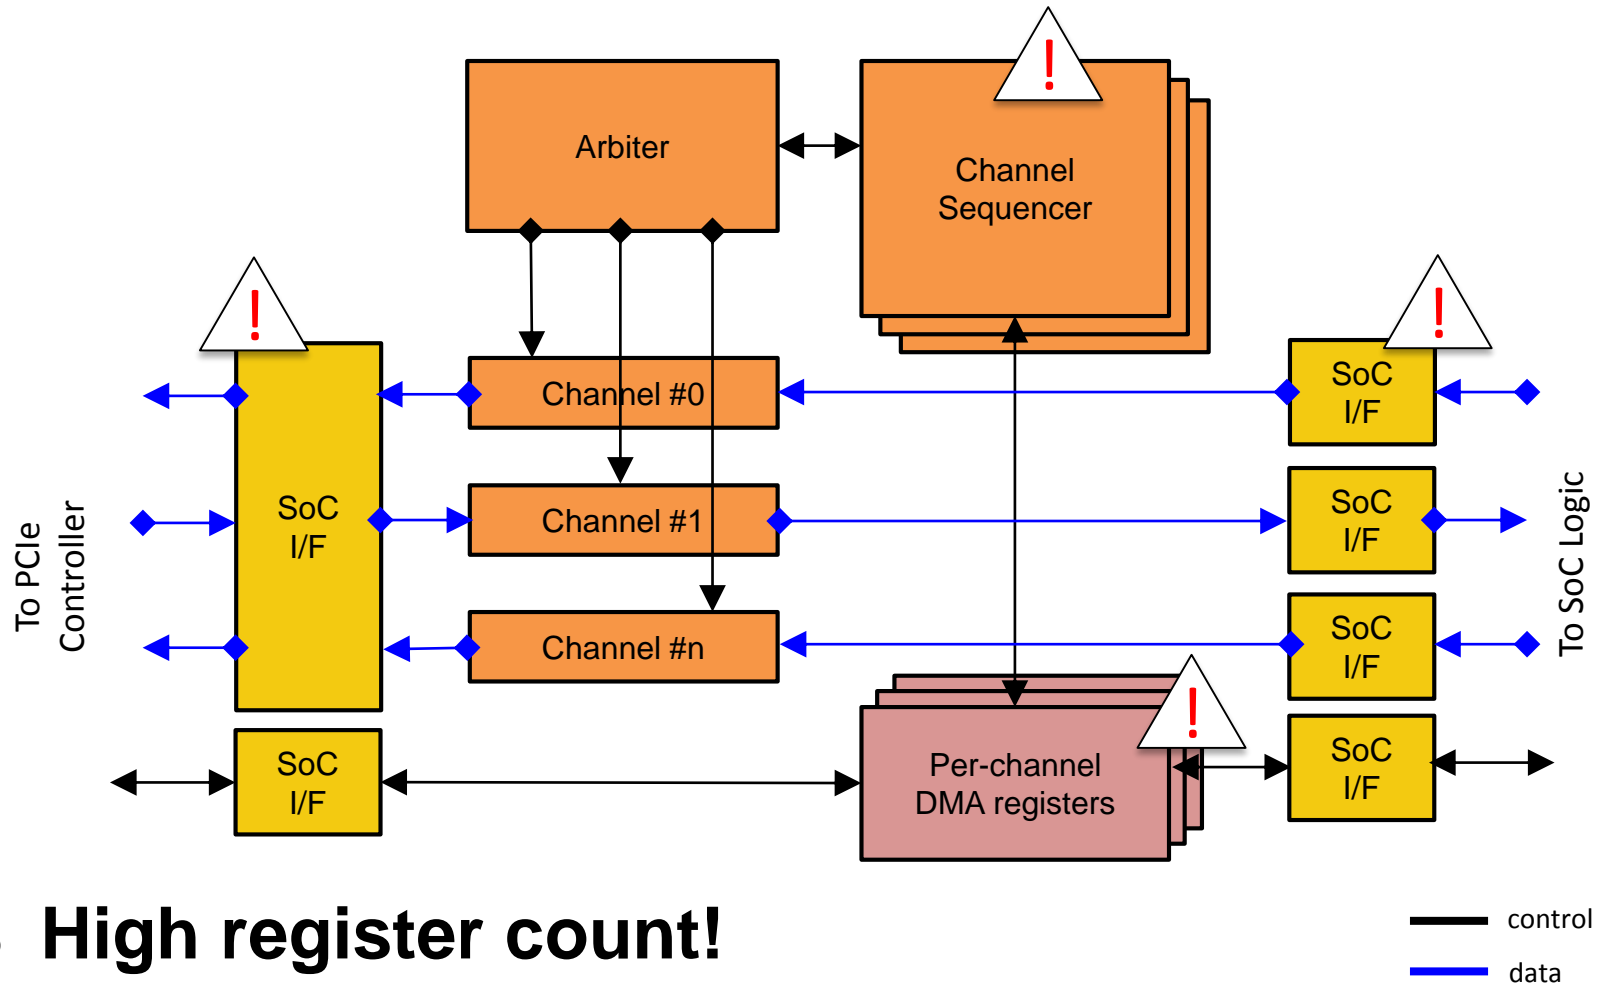 !
Arbiter
Channel
Sequencer
!
!
Channel #0
SoC
I/F
SoC
I/F
Channel #1
SoC
I/F
To PCIe
Controller
To SoC Logic
Channel #n
SoC
I/F
!
SoC
I/F
Per-channel
DMA registers
SoC
I/F
High register count!
control
data